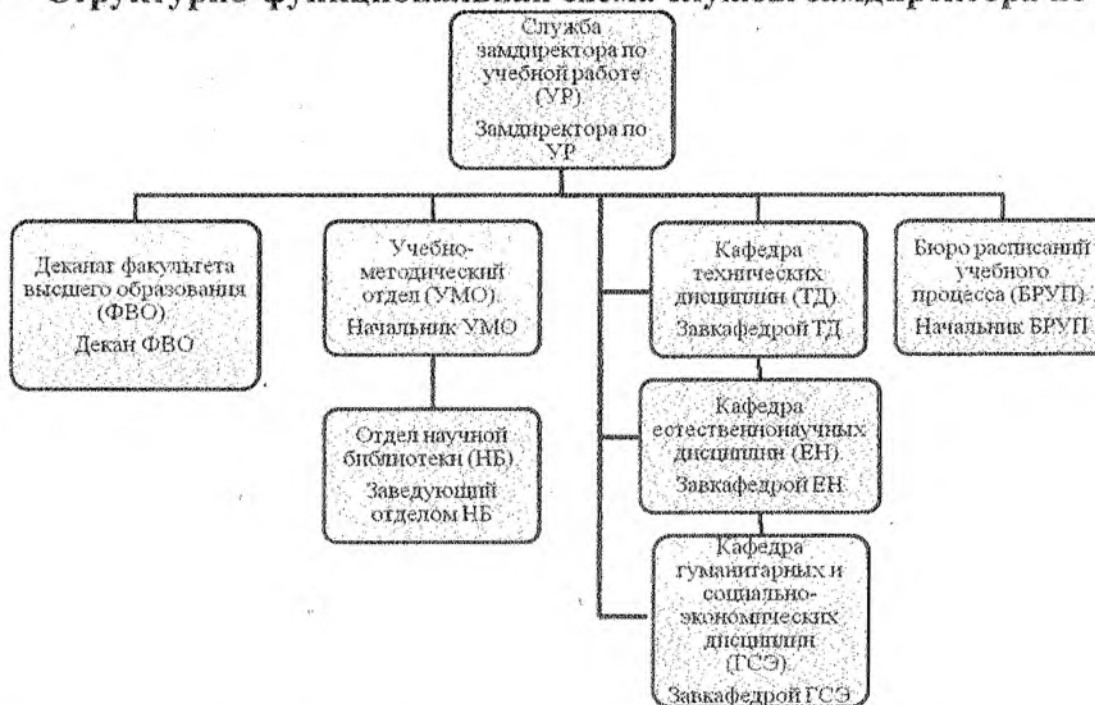 Служба
замдиректора по
учебной работе
(УР).
Замдиректора по
УР
Деканат факультета
высшего образования
(ФВО).
Декан ФВО
Учебно-
методический
отдел (УМО).
Начальник УМО
Отдел научной
библиотеки (НБ).
Заведующий
отделом НБ
Кафедра
технических
дисциплин (ТД).
Завкафедрой ТД
Кафедра
естественнонаучных
дисциплин (ЕН).
Завкафедрой ЕН
Кафедра
гуманитарных и
социально-
экономических
дисциплин
(ГСЭ).
Завкафедрой ГСЭ
Бюро расписаний
учебного
процесса (БРУП).
Начальник БРУП